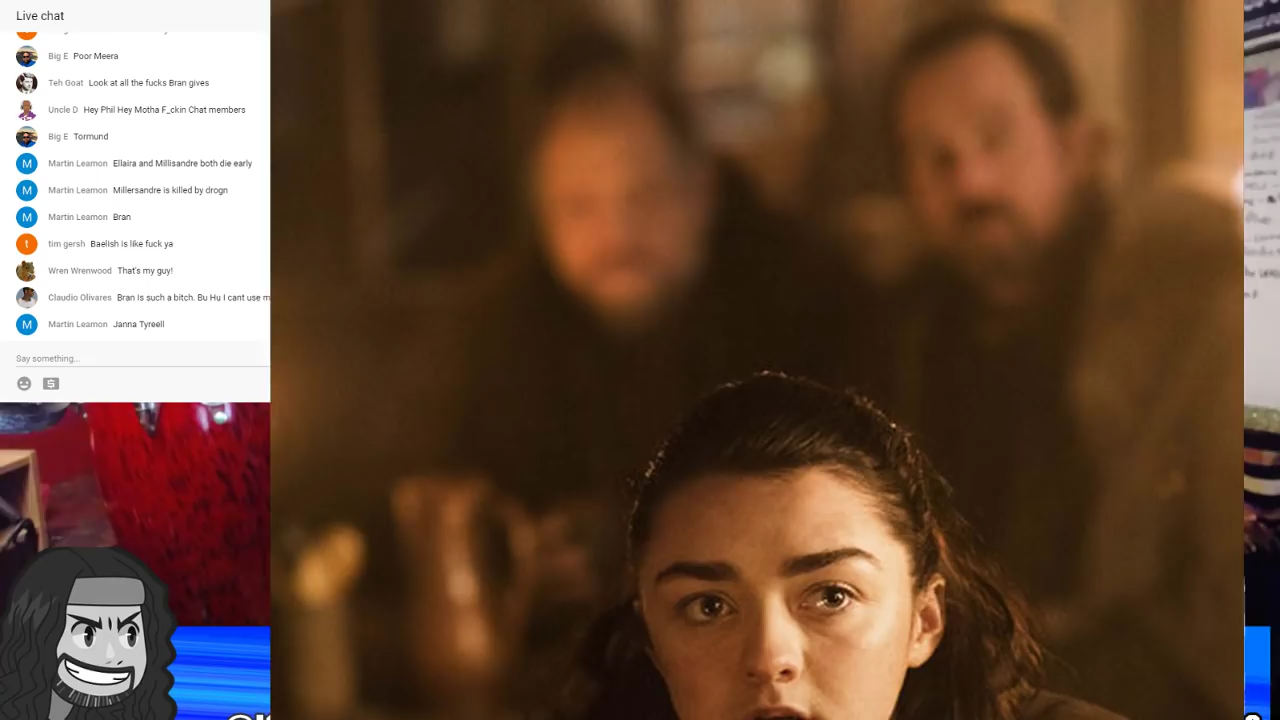 Live chat
Big E Poor Meera
Teh Goat Look at all the fucks Bran gives
Uncle D Hey Phil Hey Motha F_ckin Chat members
Big E Tormund
M Martin Leamon Ellaira and Millisandre both die early
M Martin Leamon Millersandre is killed by drogn
M Martin Leamon Bran
t tim gersh Baelish is like fuck ya
Wren Wrenwood That's my guy!
Claudio Olivares Bran Is such a bitch. Bu Hu I cant use m
M Martin Leamon Janna Tyreell
Say something...